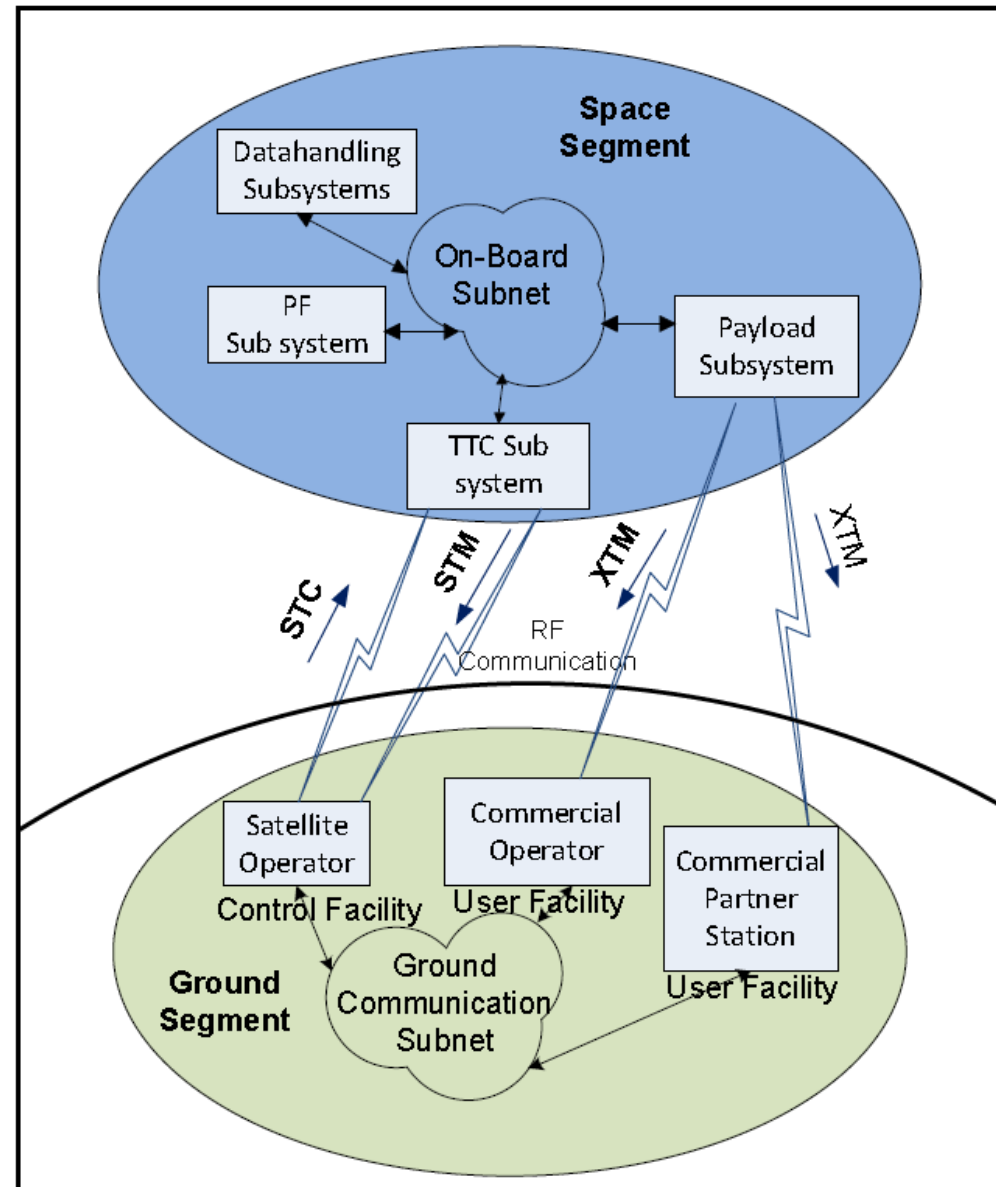 Space
Segment
Datahandling
Subsystems
On-Board
Subnet
PF
Sub system
Payload
Subsystem
TTC Sub
system
STC
STM
XTM
XTM
RF
Communication
Satellite
Operator
Control Facility
Commercial
Operator
User Facility
Commercial
Partner
Station
User Facility
Ground
Communication
Subnet
Ground
Segment